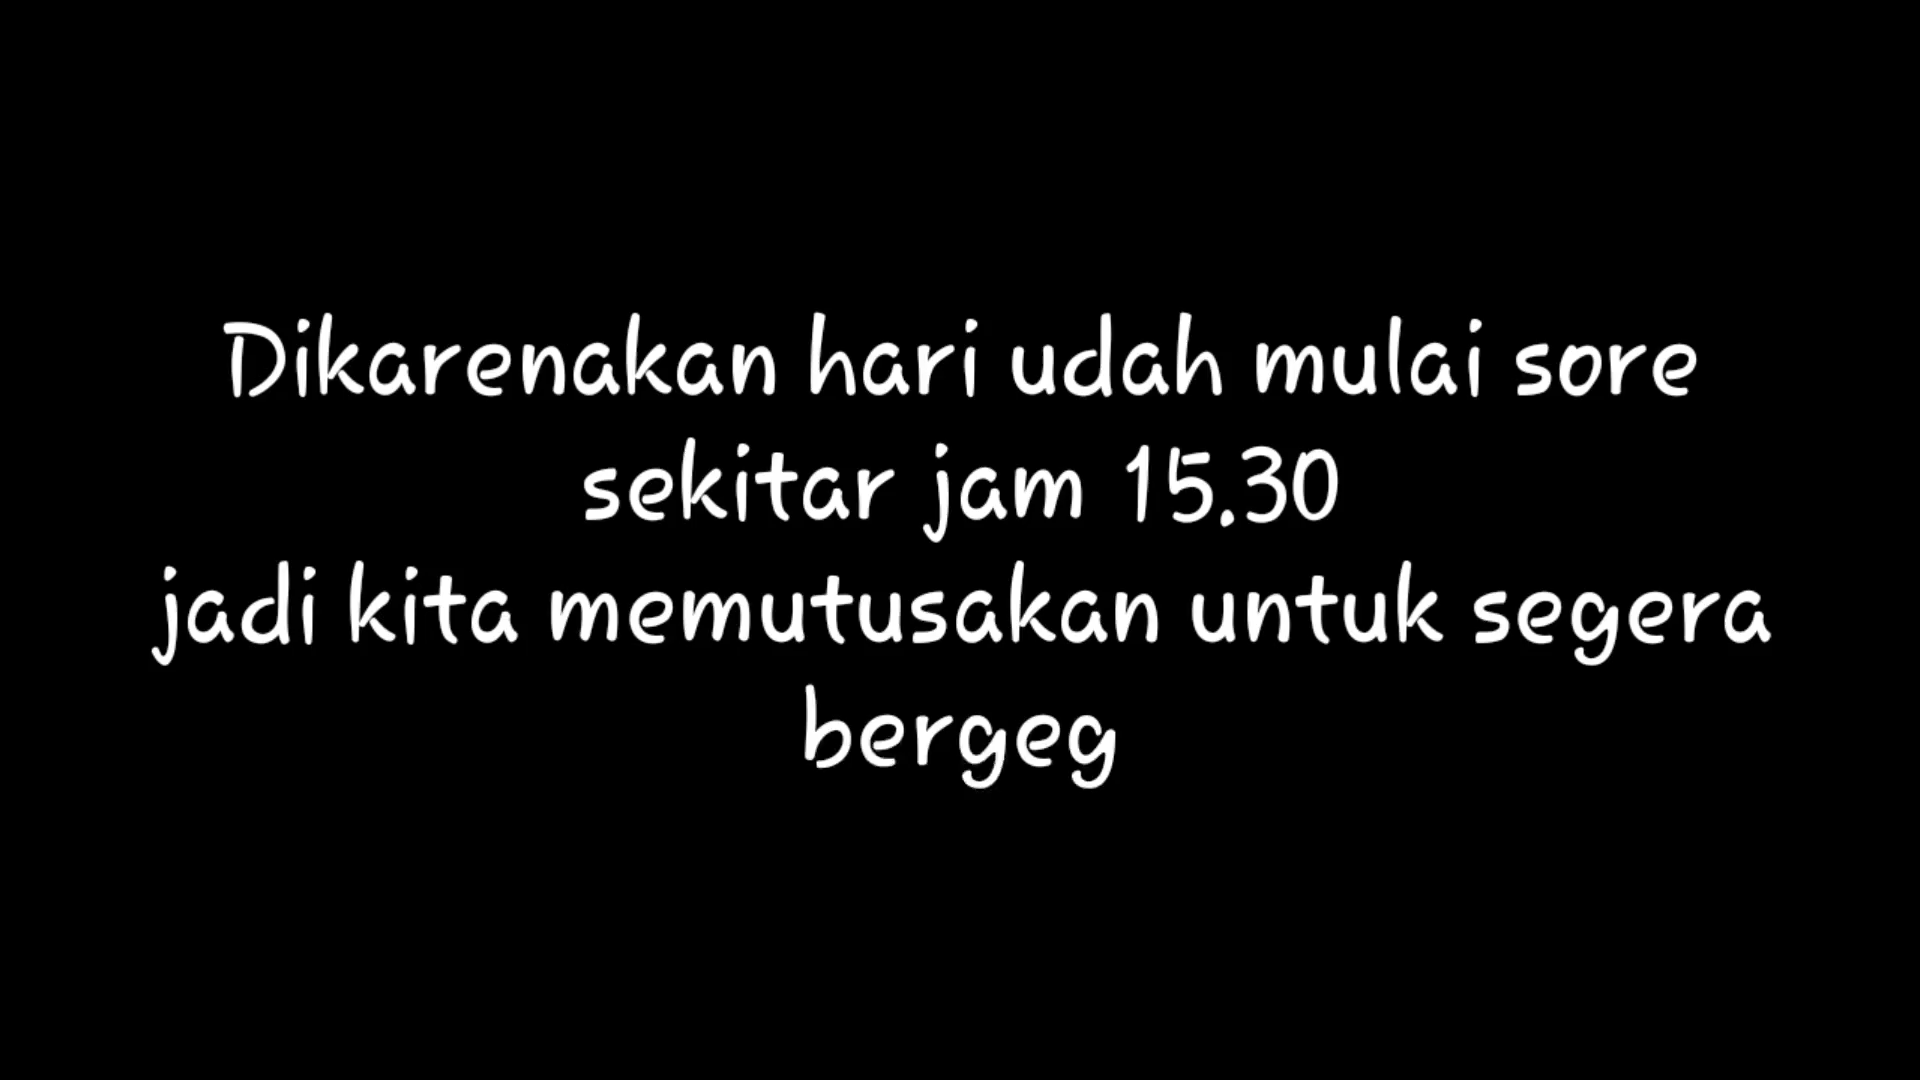 Dikarenakan hari udah mulai sore
sekitar jam 15.30
jadi kita memutusakan untuk segera
bergeg